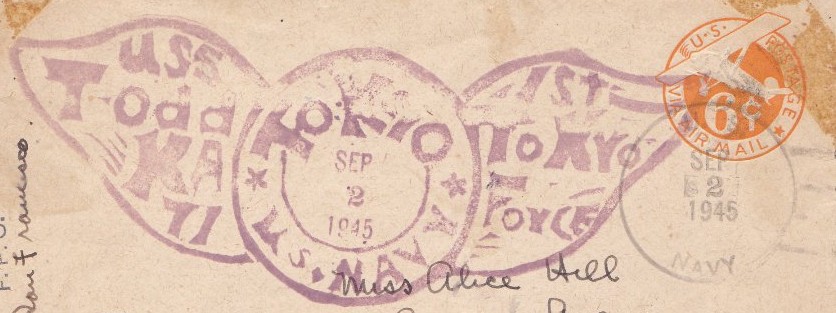 USS
Todd
KA
71
TOKYO
SEP
2
1945
U.S. NAVY
1ST
TOKYO
FORCE
U.S. POSTAGE
6¢
VIA AIR MAIL
SEP
2
1945
NAVY
F.P.O.
San Francisco.
Miss Alice Hill